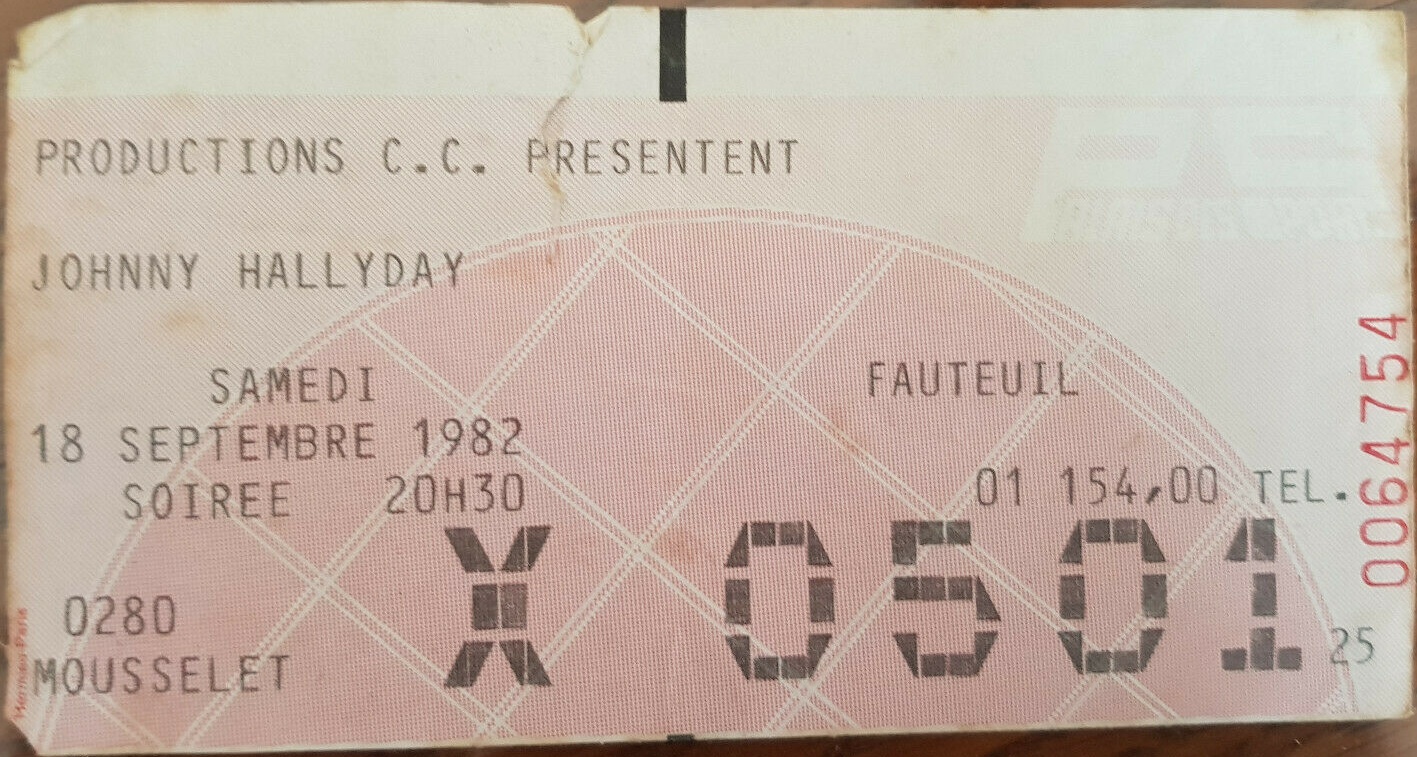 PRODUCTIONS C.C. PRESENTENT
JOHNNY HALLYDAY
SAMEDI
FAUTEUIL
18 SEPTEMBRE 1982
SOIREE 20H30
01 154,00 TEL.
0064754
X 0501
25
0280
MOUSSELET